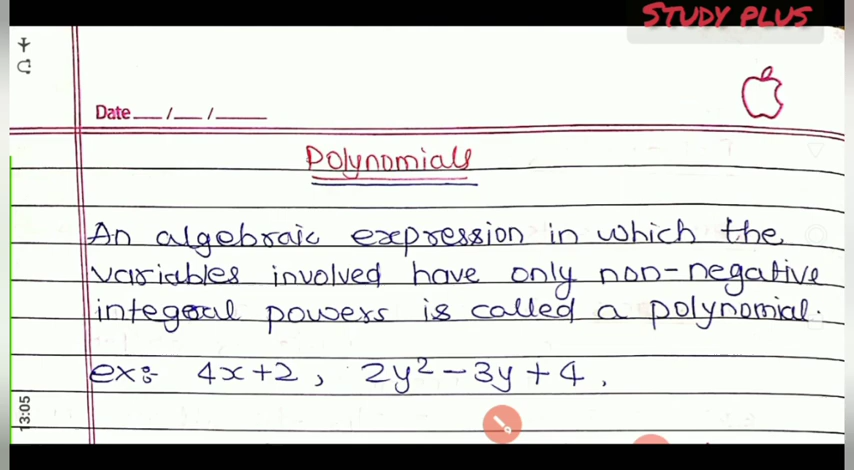 STUDY PLUS
Date __/__/____
Polynomials
An algebraic expression in which the
variables involved have only non-negative
integral powers is called a polynomial.
ex:- 4x+2, 2y²-3y+4,
13:05